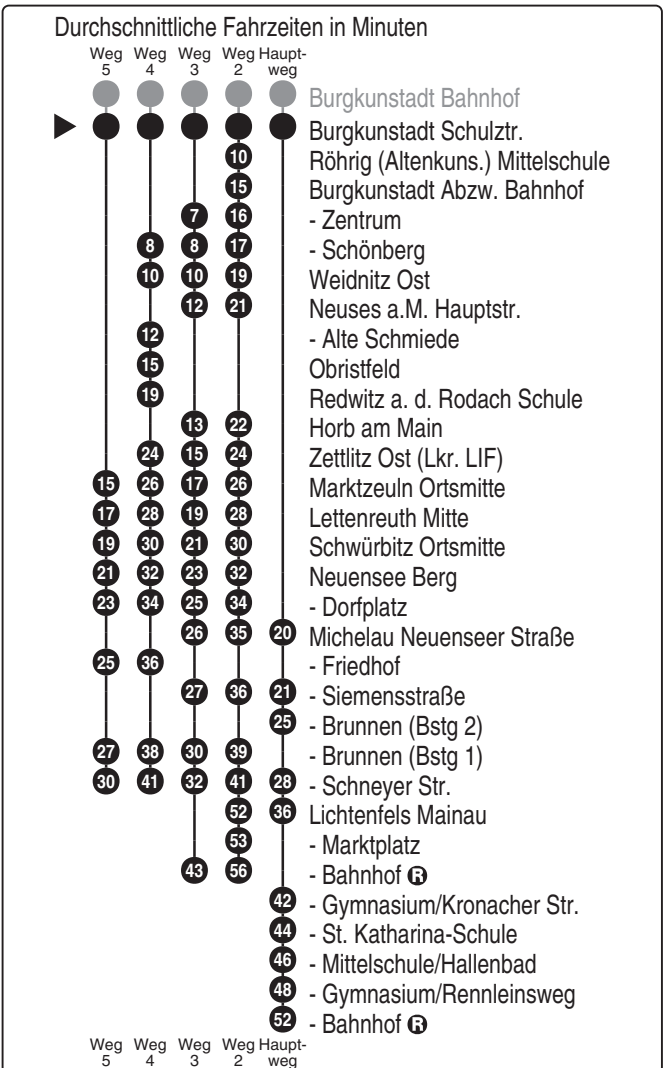 Durchschnittliche Fahrzeiten in Minuten
Weg Weg Weg Weg Haupt-
5 4 3 2 weg
Burgkunstadt Bahnhof
Burgkunstadt Schulztr.
10 Röhrig (Altenkuns.) Mittelschule
15 Burgkunstadt Abzw. Bahnhof
7 16 - Zentrum
8 8 17 - Schönberg
10 10 19 Weidnitz Ost
12 21 Neuses a.M. Hauptstr.
12 - Alte Schmiede
15 Obristfeld
19 Redwitz a. d. Rodach Schule
13 22 Horb am Main
24 15 24 Zettlitz Ost (Lkr. LIF)
15 26 17 26 Marktzeuln Ortsmitte
17 28 19 28 Lettenreuth Mitte
19 30 21 30 Schwürbitz Ortsmitte
21 32 23 32 Neuensee Berg
23 34 25 34 - Dorfplatz
26 35 20 Michelau Neuenseer Straße
25 36 - Friedhof
27 36 21 - Siemensstraße
25 - Brunnen (Bstg 2)
27 38 30 39 - Brunnen (Bstg 1)
30 41 32 41 28 - Schneyer Str.
52 36 Lichtenfels Mainau
53 - Marktplatz
43 56 - Bahnhof R
42 - Gymnasium/Kronacher Str.
44 - St. Katharina-Schule
46 - Mittelschule/Hallenbad
48 - Gymnasium/Rennleinsweg
52 - Bahnhof R
Weg Weg Weg Weg Haupt-
5 4 3 2 weg